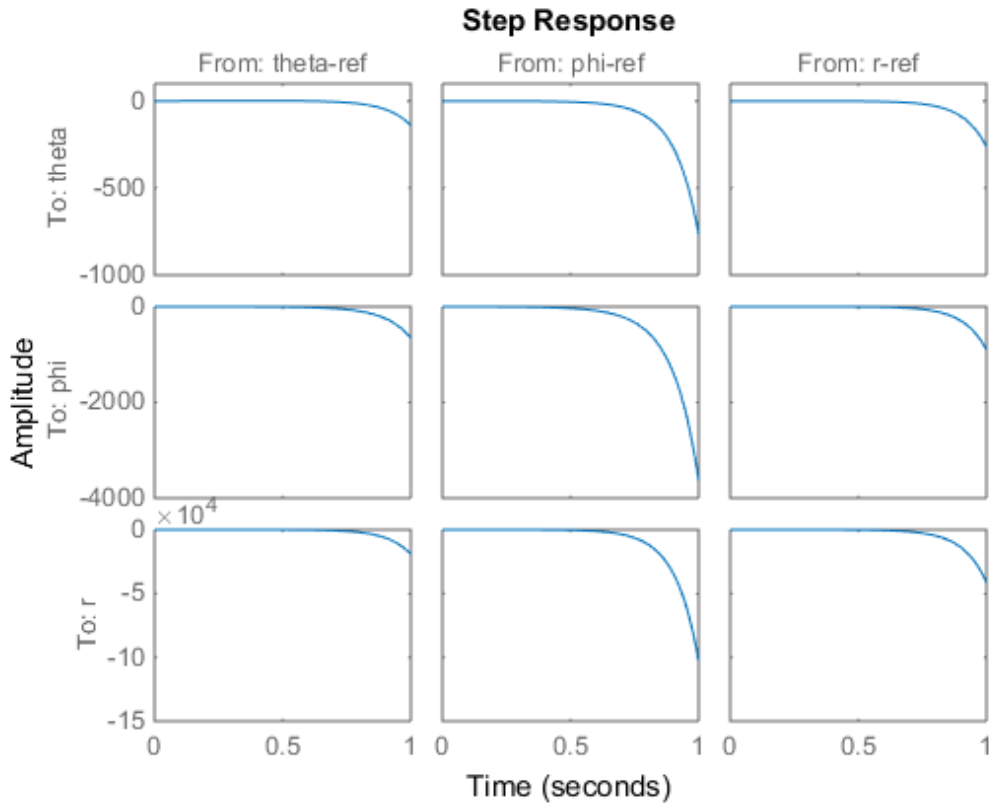 Step Response
From: theta-ref
From: phi-ref
From: r-ref
Amplitude
To: theta
0
-500
-1000
To: phi
0
-2000
-4000
To: r
× 10⁴
0
-5
-10
-15
0 0.5 1
0 0.5 1
0 0.5 1
Time (seconds)